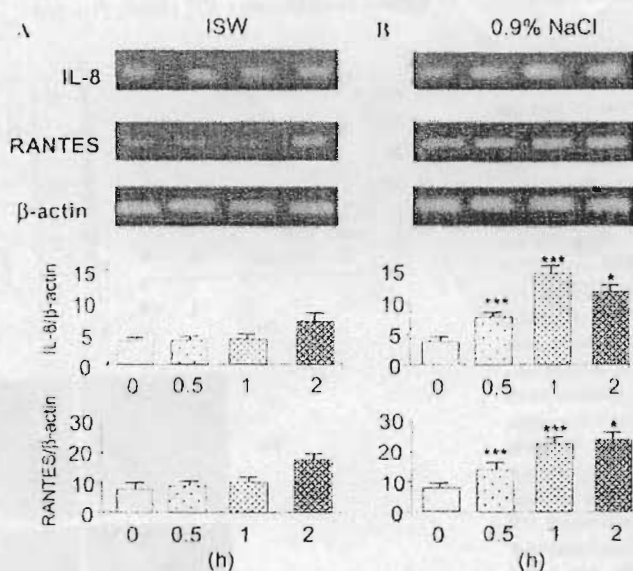 A ISW B 0.9% NaCl
IL-8
RANTES
β-actin
IL-8/β-actin
15
10
5
0
0 0.5 1 2
15
10
5
0
*** *** *
0 0.5 1 2
RANTES/β-actin
30
20
10
0
0 0.5 1 2
(h)
30
20
10
0
*** *** *
0 0.5 1 2
(h)